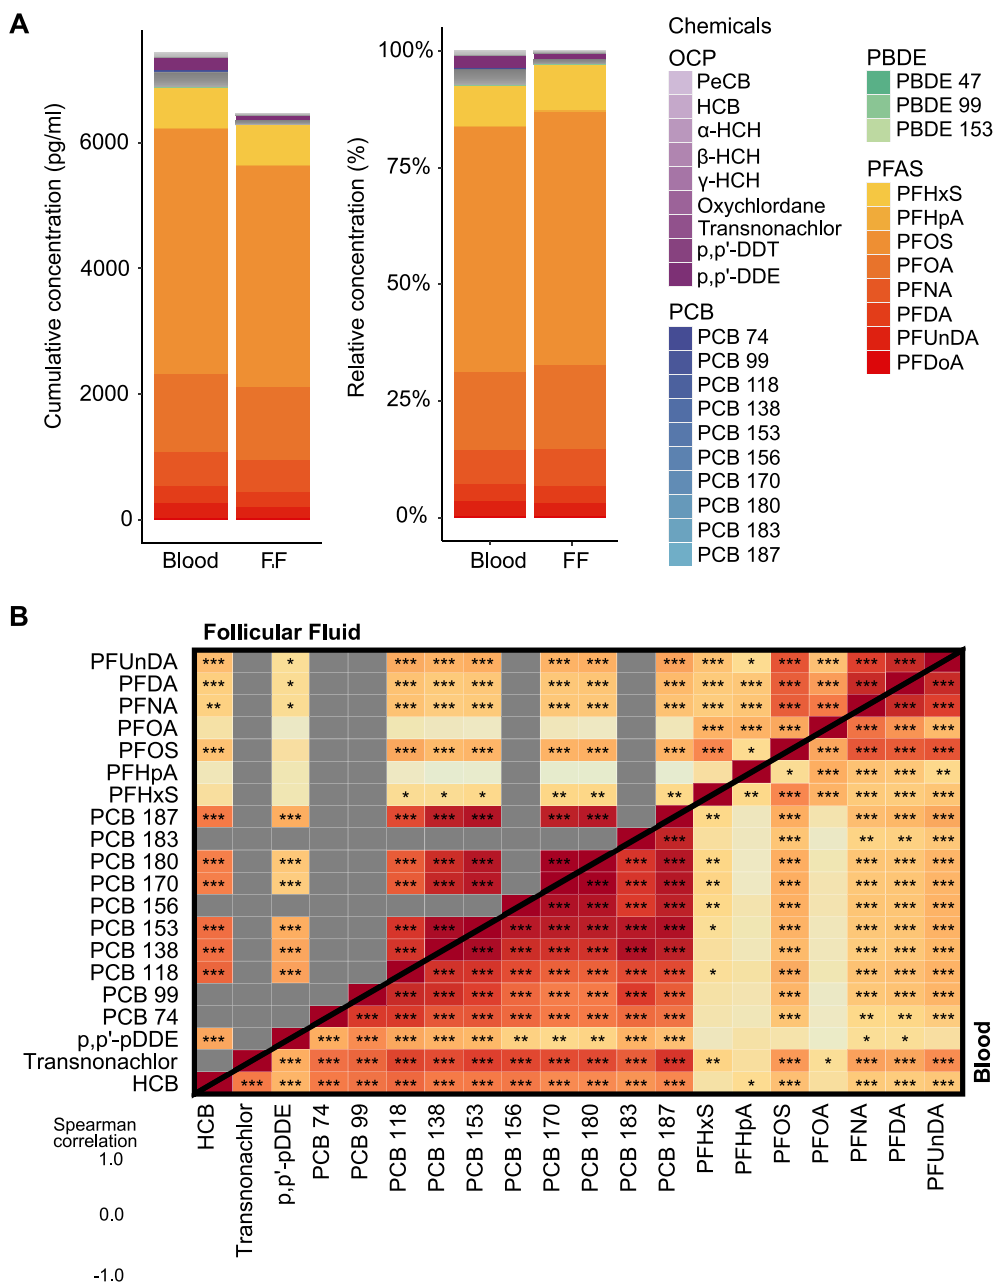 A
Cumulative concentration (pg/ml)
6000
4000
2000
0
Blood
F.F
Relative concentration (%)
100%
75%
50%
25%
0%
Blood
FF
Chemicals
OCP
PeCB
HCB
α-HCH
β-HCH
γ-HCH
Oxychlordane
Transnonachlor
p,p'-DDT
p,p'-DDE
PCB
PCB 74
PCB 99
PCB 118
PCB 138
PCB 153
PCB 156
PCB 170
PCB 180
PCB 183
PCB 187
PBDE
PBDE 47
PBDE 99
PBDE 153
PFAS
PFHxS
PFHpA
PFOS
PFOA
PFNA
PFDA
PFUnDA
PFDoA
B
Follicular Fluid
PFUnDA *** * *** *** *** *** *** *** *** * *** *** *** ***
PFDA *** * *** *** *** *** *** *** *** *** *** *** *** ***
PFNA ** * *** *** *** *** *** *** *** *** *** *** *** ***
PFOA *** *** *** *** *** ***
PFOS *** *** *** *** *** *** *** *** * *** *** *** ***
PFHpA * *** *** *** **
PFHxS * * * ** ** ** ** *** *** *** *** ***
PCB 187 *** *** *** *** *** *** *** ** *** *** *** ***
PCB 183 *** *** ** ** ***
PCB 180 *** *** *** *** *** *** *** *** ** *** *** *** ***
PCB 170 *** *** *** *** *** *** *** *** ** *** *** *** ***
PCB 156 *** *** *** *** ** *** *** *** ***
PCB 153 *** *** *** *** *** *** *** *** *** * *** *** *** ***
PCB 138 *** *** *** *** *** *** *** *** *** *** *** *** ***
PCB 118 *** *** *** *** *** *** *** *** *** * *** *** *** ***
PCB 99 *** *** *** *** *** *** *** *** *** *** *** ***
PCB 74 *** *** *** *** *** *** *** *** *** *** ** ** ***
p,p'-pDDE *** *** *** *** *** *** ** ** ** *** *** * *
Transnonachlor *** *** *** *** *** *** *** *** *** *** *** ** *** * *** *** ***
HCB *** *** *** *** *** *** *** *** *** *** *** *** * *** *** *** ***
Blood
HCB
Transnonachlor
p,p'-pDDE
PCB 74
PCB 99
PCB 118
PCB 138
PCB 153
PCB 156
PCB 170
PCB 180
PCB 183
PCB 187
PFHxS
PFHpA
PFOS
PFOA
PFNA
PFDA
PFUnDA
Spearman
correlation
1.0
0.0
-1.0